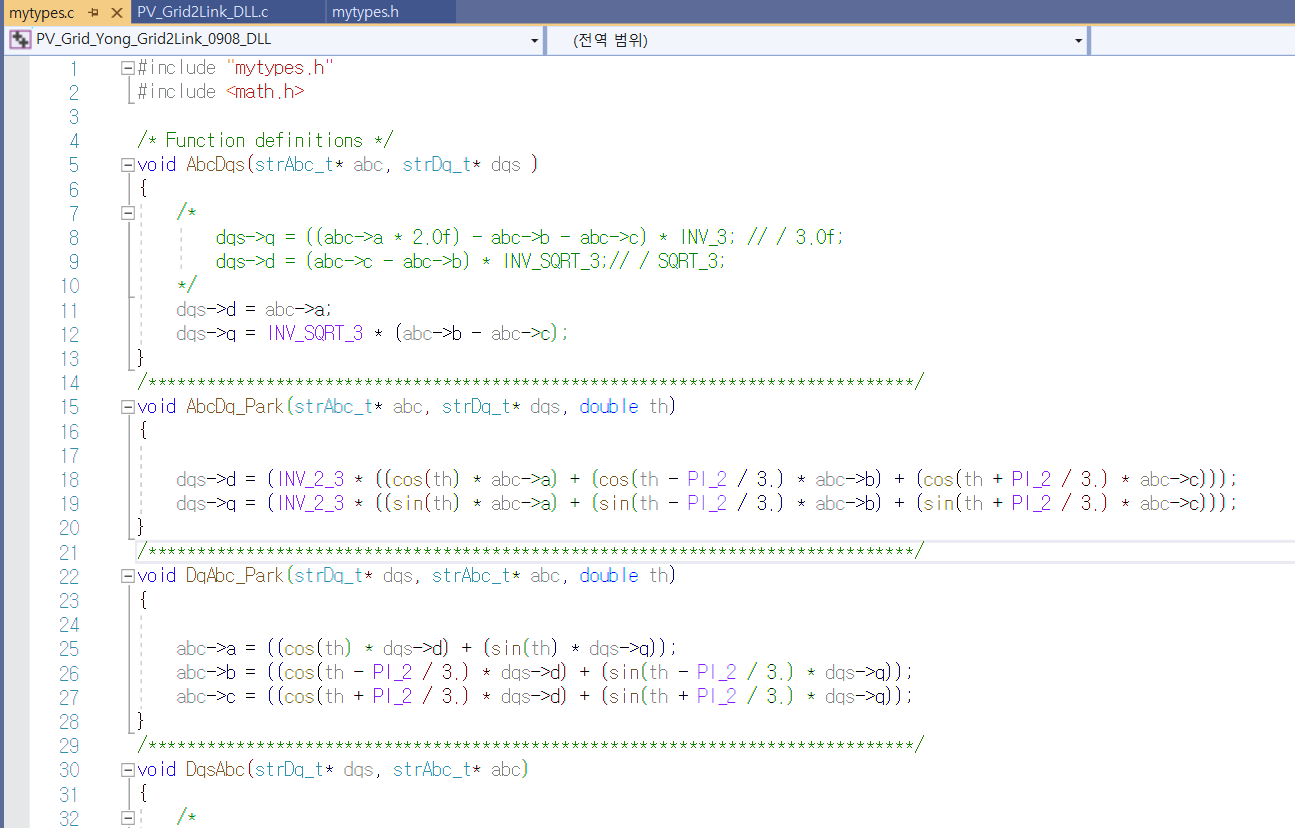 mytypes.c PV_Grid2Link_DLL.c mytypes.h
PV_Grid_Yong_Grid2Link_0908_DLL (전역 범위)
1 #include "mytypes.h"
2 #include <math.h>
3
4 /* Function definitions */
5 void AbcDqs(strAbc_t* abc, strDq_t* dqs )
6 {
7 /*
8 dqs->q = ((abc->a * 2.0f) - abc->b - abc->c) * INV_3; // / 3.0f;
9 dqs->d = (abc->c - abc->b) * INV_SQRT_3;// / SQRT_3;
10 */
11 dqs->d = abc->a;
12 dqs->q = INV_SQRT_3 * (abc->b - abc->c);
13 }
14 /******************************************************************************/
15 void AbcDq_Park(strAbc_t* abc, strDq_t* dqs, double th)
16 {
17
18 dqs->d = (INV_2_3 * ((cos(th) * abc->a) + (cos(th - PI_2 / 3.) * abc->b) + (cos(th + PI_2 / 3.) * abc->c)));
19 dqs->q = (INV_2_3 * ((sin(th) * abc->a) + (sin(th - PI_2 / 3.) * abc->b) + (sin(th + PI_2 / 3.) * abc->c)));
20 }
21 /******************************************************************************/
22 void DqAbc_Park(strDq_t* dqs, strAbc_t* abc, double th)
23 {
24
25 abc->a = ((cos(th) * dqs->d) + (sin(th) * dqs->q));
26 abc->b = ((cos(th - PI_2 / 3.) * dqs->d) + (sin(th - PI_2 / 3.) * dqs->q));
27 abc->c = ((cos(th + PI_2 / 3.) * dqs->d) + (sin(th + PI_2 / 3.) * dqs->q));
28 }
29 /******************************************************************************/
30 void DqsAbc(strDq_t* dqs, strAbc_t* abc)
31 {
32 /*